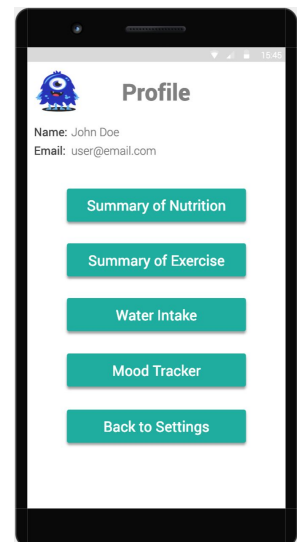 15:45
Profile
Name: John Doe
Email: user@email.com
Summary of Nutrition
Summary of Exercise
Water Intake
Mood Tracker
Back to Settings